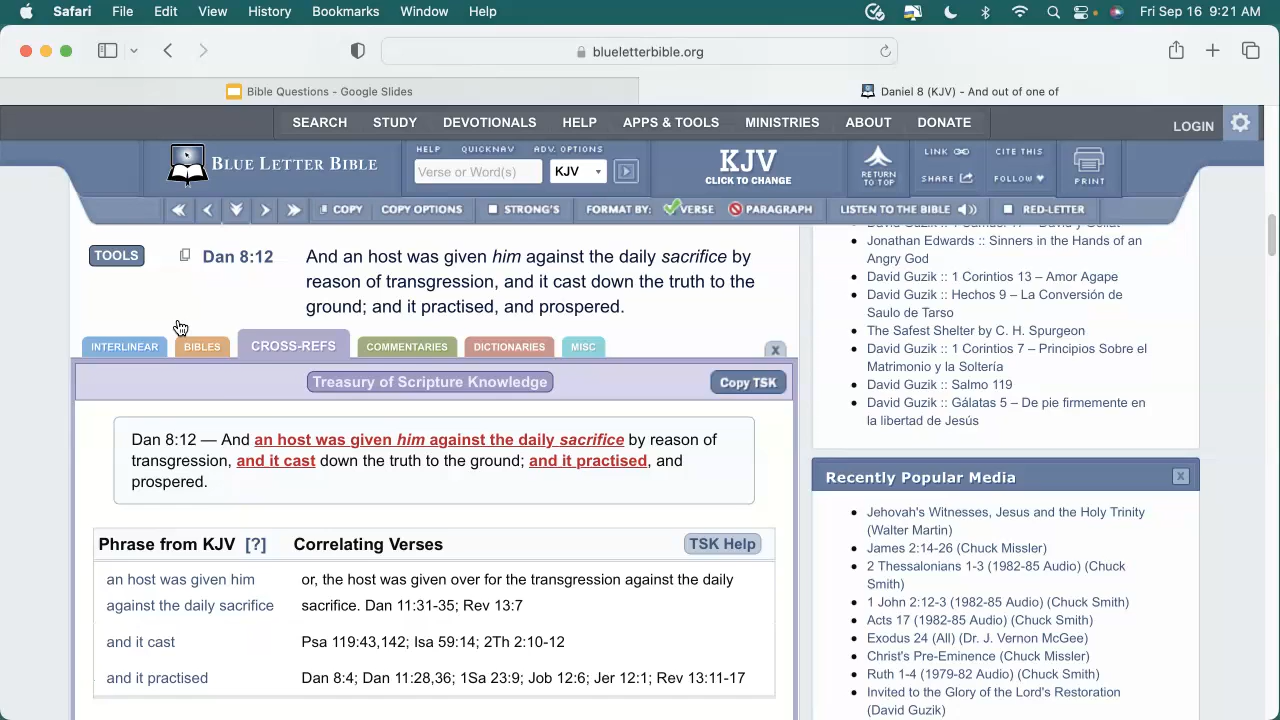 Safari File Edit View History Bookmarks Window Help Fri Sep 16 9:21 AM
blueletterbible.org
Bible Questions - Google Slides
Daniel 8 (KJV) - And out of one of
SEARCH STUDY DEVOTIONALS HELP APPS & TOOLS MINISTRIES ABOUT DONATE LOGIN
BLUE LETTER BIBLE
HELP QUICKNAV ADV. OPTIONS
Verse or Word(s) KJV
KJV
CLICK TO CHANGE
RETURN
TO TOP
LINK CITE THIS
SHARE FOLLOW
PRINT
COPY COPY OPTIONS STRONG'S FORMAT BY: VERSE PARAGRAPH LISTEN TO THE BIBLE RED-LETTER
TOOLS Dan 8:12 And an host was given him against the daily sacrifice by
reason of transgression, and it cast down the truth to the
ground; and it practised, and prospered.
INTERLINEAR BIBLES CROSS-REFS COMMENTARIES DICTIONARIES MISC X
Treasury of Scripture Knowledge Copy TSK
Dan 8:12 — And an host was given him against the daily sacrifice by reason of
transgression, and it cast down the truth to the ground; and it practised, and
prospered.
Phrase from KJV [?] Correlating Verses TSK Help
an host was given him or, the host was given over for the transgression against the daily
against the daily sacrifice sacrifice. Dan 11:31-35; Rev 13:7
and it cast Psa 119:43,142; Isa 59:14; 2Th 2:10-12
and it practised Dan 8:4; Dan 11:28,36; 1Sa 23:9; Job 12:6; Jer 12:1; Rev 13:11-17
Jonathan Edwards :: Sinners in the Hands of an
Angry God
David Guzik :: 1 Corintios 13 – Amor Agape
David Guzik :: Hechos 9 – La Conversión de
Saulo de Tarso
The Safest Shelter by C. H. Spurgeon
David Guzik :: 1 Corintios 7 – Principios Sobre el
Matrimonio y la Soltería
David Guzik :: Salmo 119
David Guzik :: Gálatas 5 – De pie firmemente en
la libertad de Jesús
Recently Popular Media X
Jehovah's Witnesses, Jesus and the Holy Trinity
(Walter Martin)
James 2:14-26 (Chuck Missler)
2 Thessalonians 1-3 (1982-85 Audio) (Chuck
Smith)
1 John 2:12-3 (1982-85 Audio) (Chuck Smith)
Acts 17 (1982-85 Audio) (Chuck Smith)
Exodus 24 (All) (Dr. J. Vernon McGee)
Christ's Pre-Eminence (Chuck Missler)
Ruth 1-4 (1979-82 Audio) (Chuck Smith)
Invited to the Glory of the Lord's Restoration
(David Guzik)